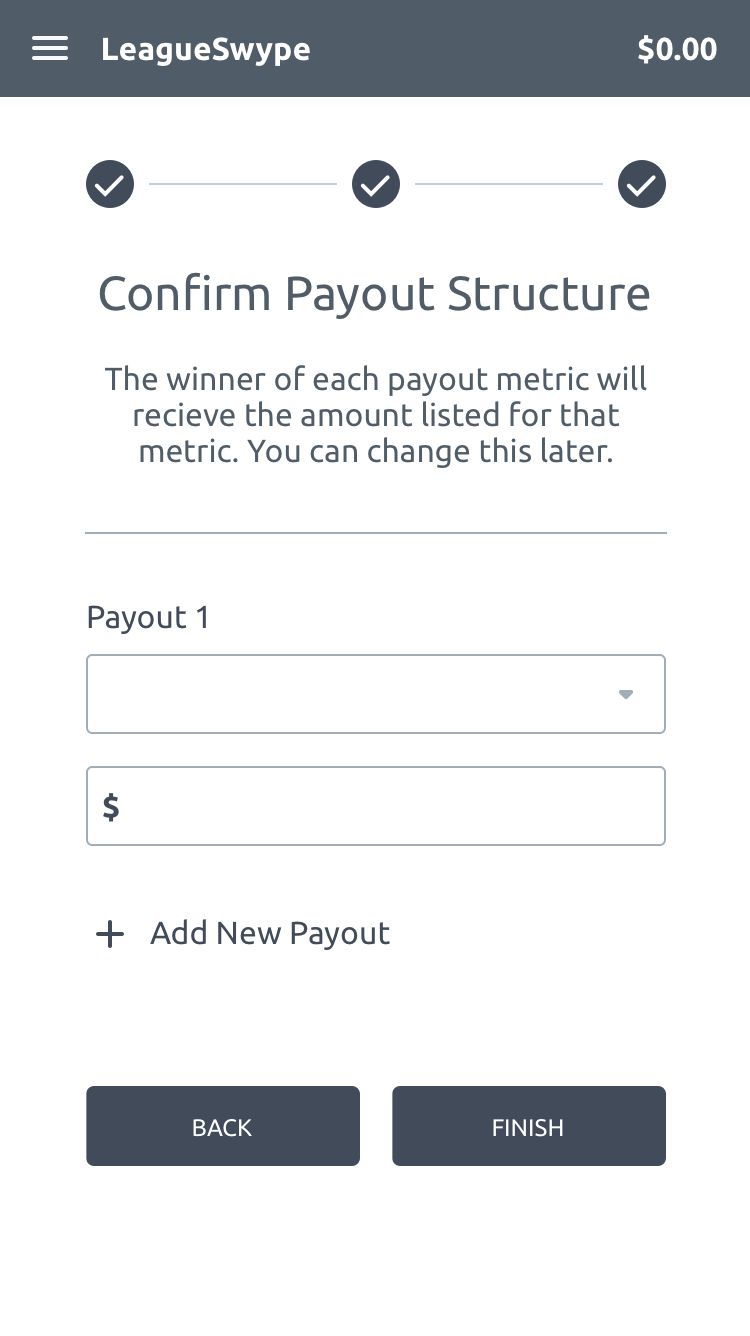 LeagueSwype
$0.00
Confirm Payout Structure
The winner of each payout metric will
recieve the amount listed for that
metric. You can change this later.
Payout 1
$
Add New Payout
BACK
FINISH